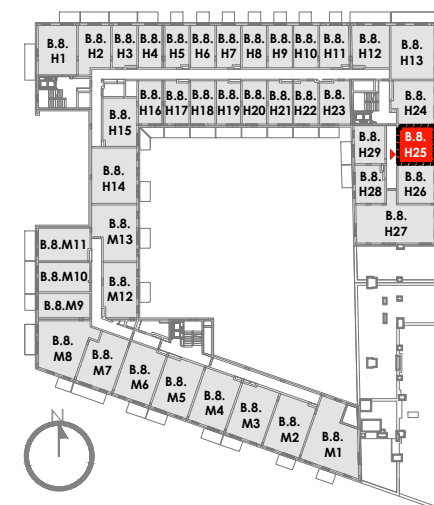 B.8.
H1
B.8.
H2
B.8.
H3
B.8.
H4
B.8.
H5
B.8.
H6
B.8.
H7
B.8.
H8
B.8.
H9
B.8.
H10
B.8.
H11
B.8.
H12
B.8.
H13
B.8.
H16
B.8.
H17
B.8.
H18
B.8.
H19
B.8.
H20
B.8.
H21
B.8.
H22
B.8.
H23
B.8.
H24
B.8.
H15
B.8.
H29
B.8.
H25
B.8.
H14
B.8.
H28
B.8.
H26
B.8.
H27
B.8.M11
B.8.
M13
B.8.M10
B.8.
M12
B.8.M9
B.8.
M8
B.8.
M7
B.8.
M6
B.8.
M5
B.8.
M4
B.8.
M3
B.8.
M2
B.8.
M1
N